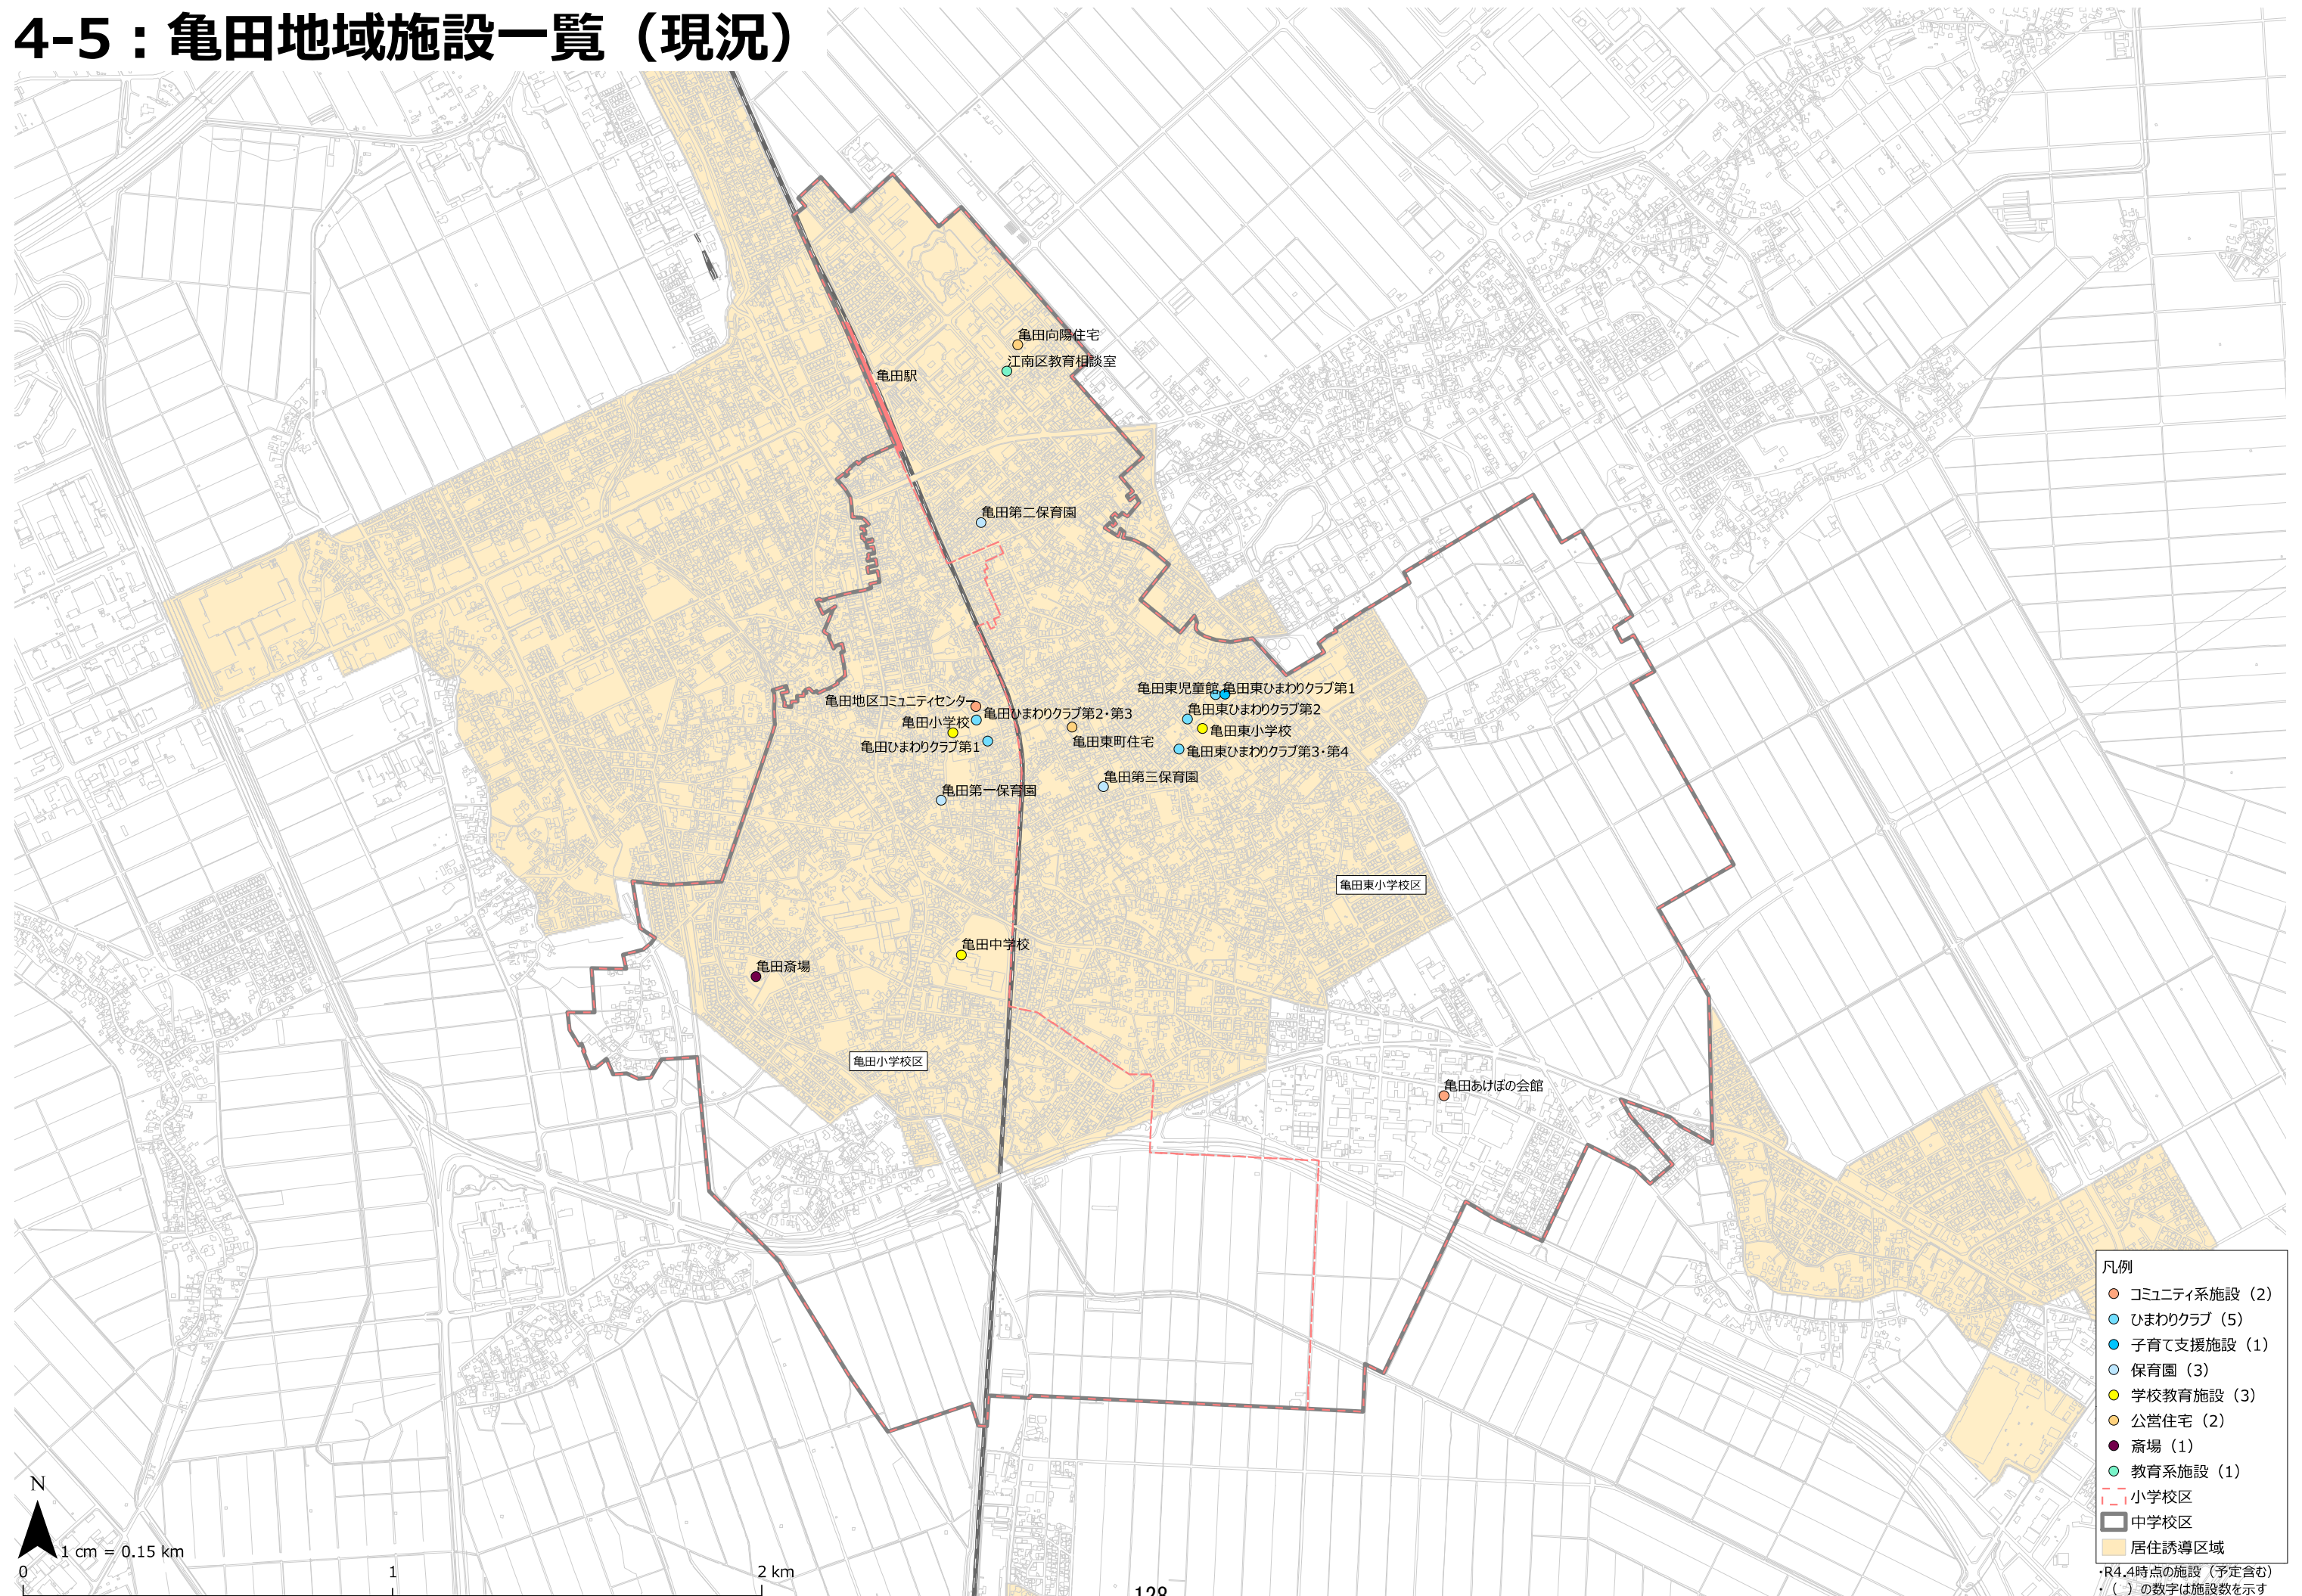 4-5：亀田地域施設一覧（現況）
亀田向陽住宅
江南区教育相談室
亀田駅
亀田第二保育園
亀田東児童館
亀田東ひまわりクラブ第1
亀田地区コミュニティセンター
亀田ひまわりクラブ第2・第3
亀田東ひまわりクラブ第2
亀田小学校
亀田東小学校
亀田ひまわりクラブ第1
亀田東町住宅
亀田東ひまわりクラブ第3・第4
亀田第三保育園
亀田第一保育園
亀田東小学校区
亀田中学校
亀田斎場
亀田小学校区
亀田あけぼの会館
凡例
コミュニティ系施設（2）
ひまわりクラブ（5）
子育て支援施設（1）
保育園（3）
学校教育施設（3）
公営住宅（2）
斎場（1）
教育系施設（1）
小学校区
中学校区
居住誘導区域
・R4.4時点の施設（予定含む）
・（　）の数字は施設数を示す
N
1 cm = 0.15 km
0 1 2 km
128